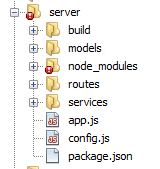 server
build
models
node_modules
routes
services
app.js
config.js
package.json